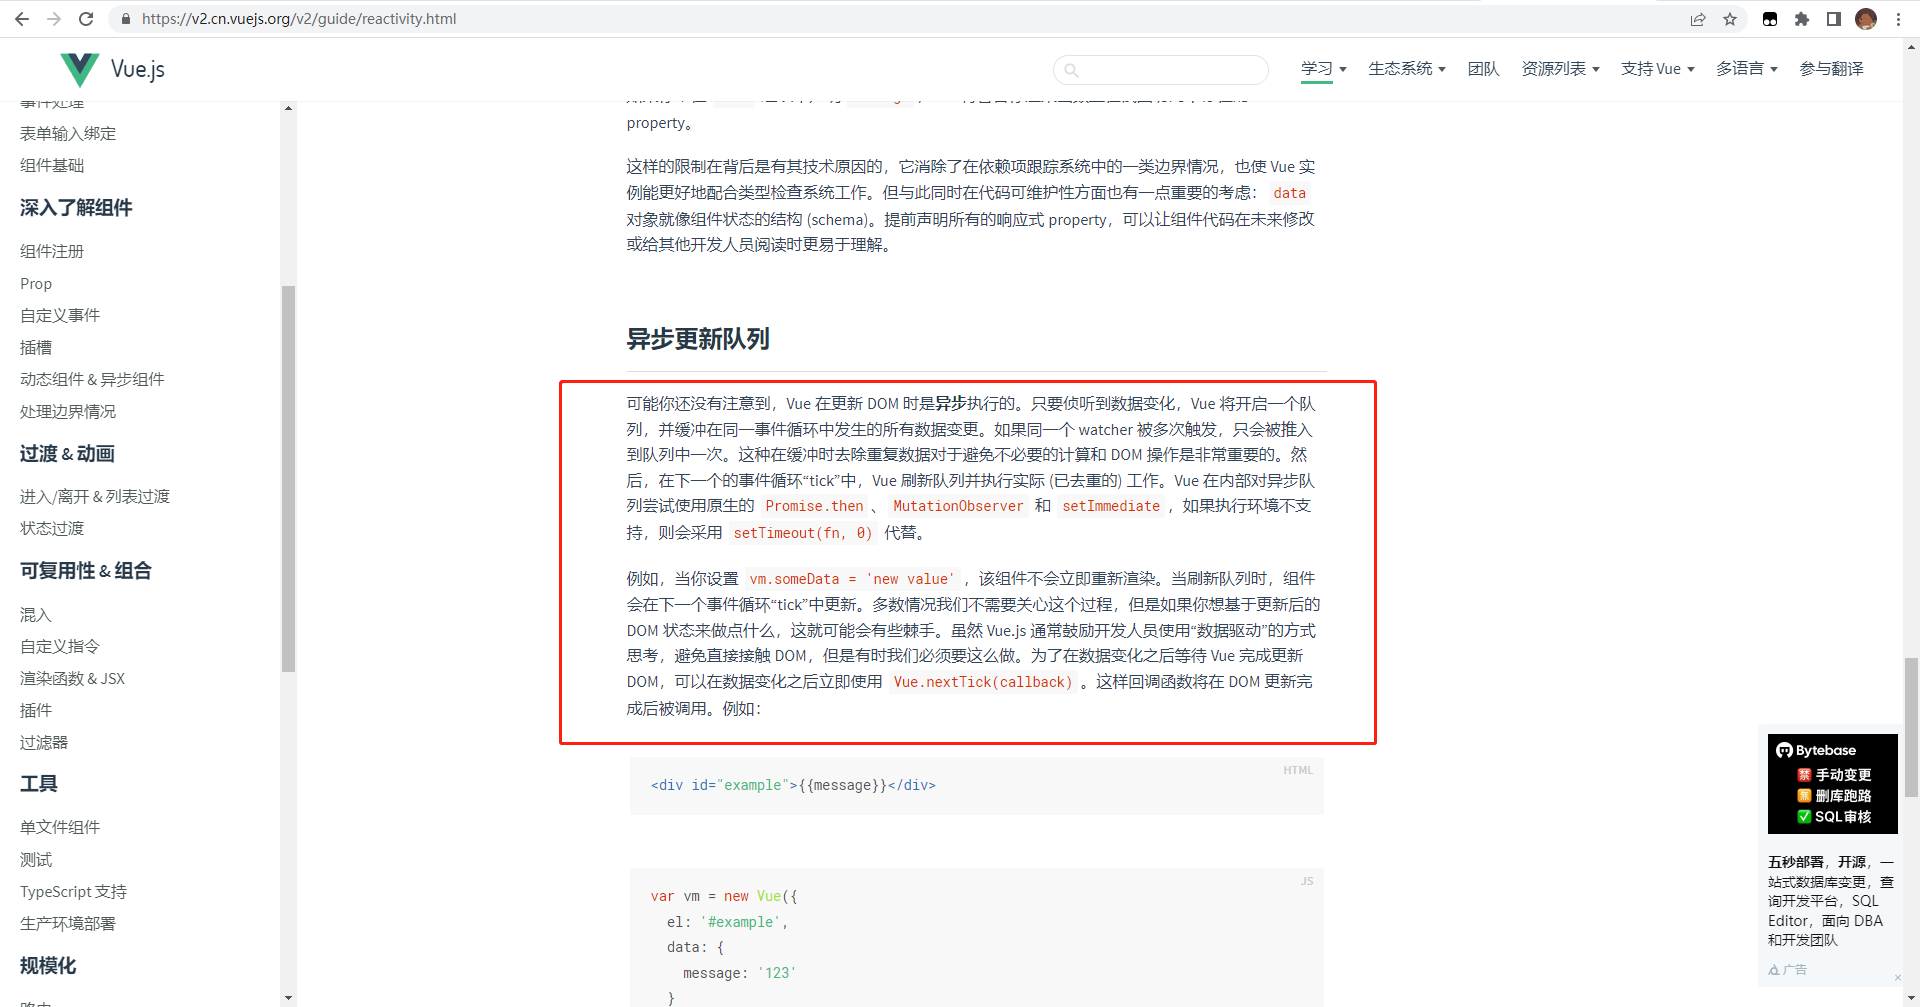 https://v2.cn.vuejs.org/v2/guide/reactivity.html
Vue.js
学习
生态系统
团队
资源列表
支持 Vue
多语言
参与翻译
事件处理
表单输入绑定
组件基础
深入了解组件
组件注册
Prop
自定义事件
插槽
动态组件 & 异步组件
处理边界情况
过渡 & 动画
进入/离开 & 列表过渡
状态过渡
可复用性 & 组合
混入
自定义指令
渲染函数 & JSX
插件
过滤器
工具
单文件组件
测试
TypeScript 支持
生产环境部署
规模化
property。
这样的限制在背后是有其技术原因的，它消除了在依赖项跟踪系统中的一类边界情况，也使 Vue 实
例能更好地配合类型检查系统工作。但与此同时在代码可维护性方面也有一点重要的考虑： data
对象就像组件状态的结构 (schema)。提前声明所有的响应式 property，可以让组件代码在未来修改
或给其他开发人员阅读时更易于理解。
异步更新队列
可能你还没有注意到，Vue 在更新 DOM 时是异步执行的。只要侦听到数据变化，Vue 将开启一个队
列，并缓冲在同一事件循环中发生的所有数据变更。如果同一个 watcher 被多次触发，只会被推入
到队列中一次。这种在缓冲时去除重复数据对于避免不必要的计算和 DOM 操作是非常重要的。然
后，在下一个的事件循环“tick”中，Vue 刷新队列并执行实际 (已去重的) 工作。Vue 在内部对异步队
列尝试使用原生的 Promise.then 、 MutationObserver 和 setImmediate ，如果执行环境不支
持，则会采用 setTimeout(fn, 0) 代替。
例如，当你设置 vm.someData = 'new value' ，该组件不会立即重新渲染。当刷新队列时，组件
会在下一个事件循环“tick”中更新。多数情况我们不需要关心这个过程，但是如果你想基于更新后的
DOM 状态来做点什么，这就可能会有些棘手。虽然 Vue.js 通常鼓励开发人员使用“数据驱动”的方式
思考，避免直接接触 DOM，但是有时我们必须要这么做。为了在数据变化之后等待 Vue 完成更新
DOM，可以在数据变化之后立即使用 Vue.nextTick(callback) 。这样回调函数将在 DOM 更新完
成后被调用。例如：
HTML
<div id="example">{{message}}</div>
JS
var vm = new Vue({
el: '#example',
data: {
message: '123'
}
Bytebase
禁 手动变更
禁 删库跑路
SQL审核
五秒部署，开源，一
站式数据库变更，查
询开发平台，SQL
Editor，面向 DBA
和开发团队
广告